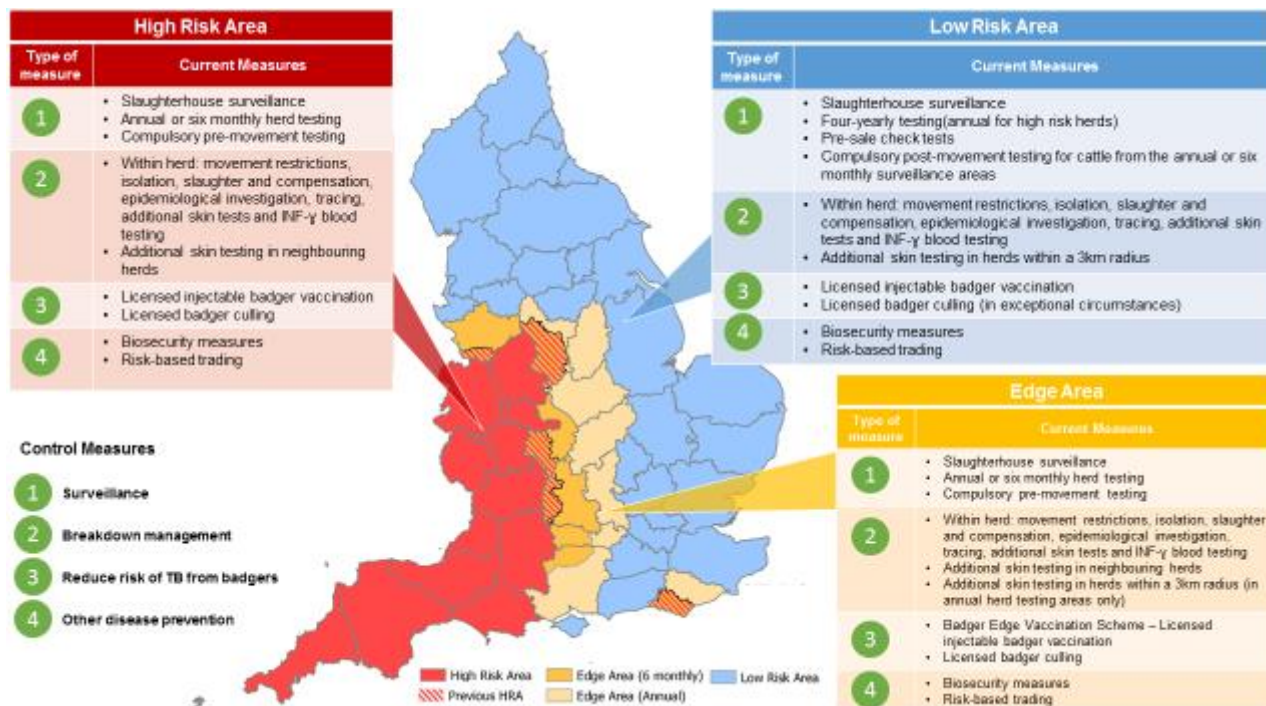 High Risk Area
Type of
measure
Current Measures
1
• Slaughterhouse surveillance
• Annual or six monthly herd testing
• Compulsory pre-movement testing
2
• Within herd: movement restrictions,
isolation, slaughter and compensation,
epidemiological investigation, tracing,
additional skin tests and INF-γ blood
testing
• Additional skin testing in neighbouring
herds
3
• Licensed injectable badger vaccination
• Licensed badger culling
4
• Biosecurity measures
• Risk-based trading
Low Risk Area
Type of
measure
Current Measures
1
• Slaughterhouse surveillance
• Four-yearly testing(annual for high risk herds)
• Pre-sale check tests
• Compulsory post-movement testing for cattle from the annual or six
monthly surveillance areas
2
• Within herd: movement restrictions, isolation, slaughter and
compensation, epidemiological investigation, tracing, additional skin
tests and INF-γ blood testing
• Additional skin testing in herds within a 3km radius
3
• Licensed injectable badger vaccination
• Licensed badger culling (in exceptional circumstances)
4
• Biosecurity measures
• Risk-based trading
Edge Area
Type of
measure
Current Measures
1
• Slaughterhouse surveillance
• Annual or six monthly herd testing
• Compulsory pre-movement testing
2
• Within herd: movement restrictions, isolation, slaughter
and compensation, epidemiological investigation,
tracing, additional skin tests and INF-γ blood testing
• Additional skin testing in neighbouring herds
• Additional skin testing in herds within a 3km radius (in
annual herd testing areas only)
3
• Badger Edge Vaccination Scheme – Licensed
injectable badger vaccination
• Licensed badger culling
4
• Biosecurity measures
• Risk-based trading
Control Measures
1 Surveillance
2 Breakdown management
3 Reduce risk of TB from badgers
4 Other disease prevention
High Risk Area
Edge Area (6 monthly)
Low Risk Area
Previous HRA
Edge Area (Annual)